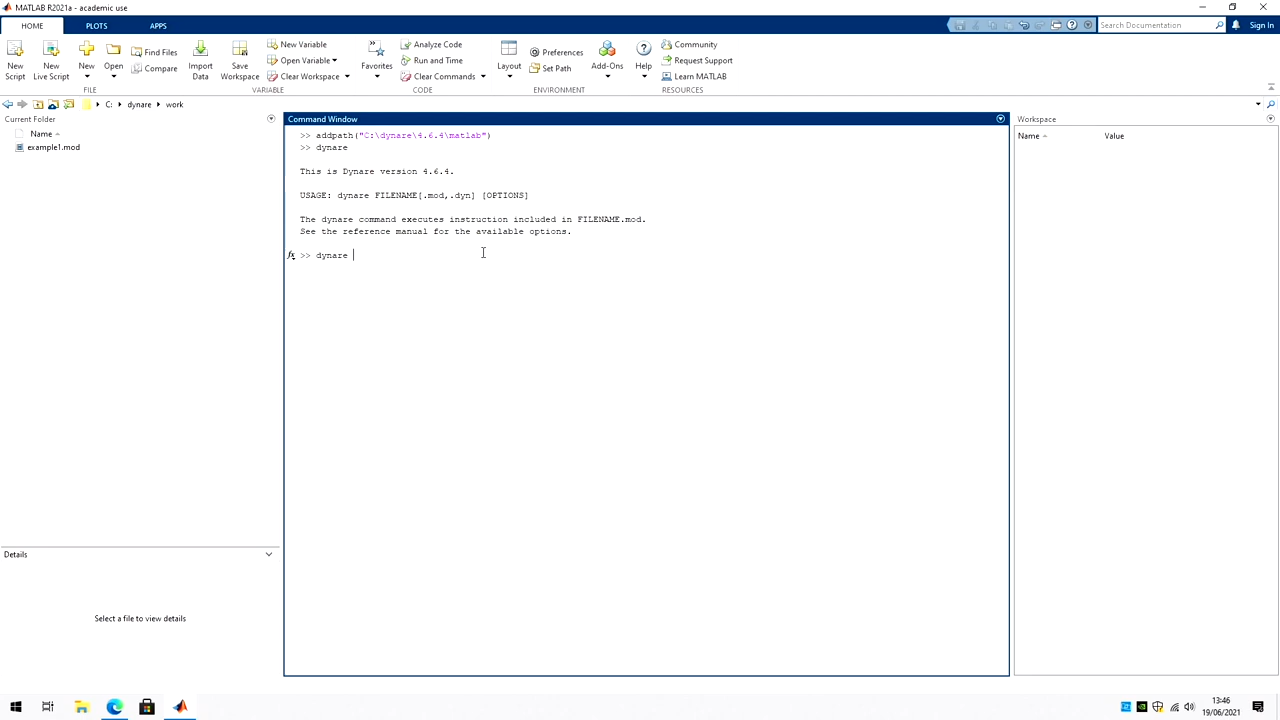 MATLAB R2021a - academic use
HOME PLOTS APPS
Search Documentation
Sign In
New Script
New Live Script
New
Open
Find Files
Compare
Import Data
Save Workspace
New Variable
Open Variable
Clear Workspace
Favorites
Analyze Code
Run and Time
Clear Commands
Layout
Preferences
Set Path
Add-Ons
Help
Community
Request Support
Learn MATLAB
FILE VARIABLE CODE ENVIRONMENT RESOURCES
C: dynare work
Current Folder
Name
example1.mod
Details
Select a file to view details
Command Window
>> addpath("C:\dynare\4.6.4\matlab")
>> dynare
This is Dynare version 4.6.4.
USAGE: dynare FILENAME[.mod,.dyn] [OPTIONS]
The dynare command executes instruction included in FILENAME.mod.
See the reference manual for the available options.
fx >> dynare
Workspace
Name Value
13:46
19/06/2021